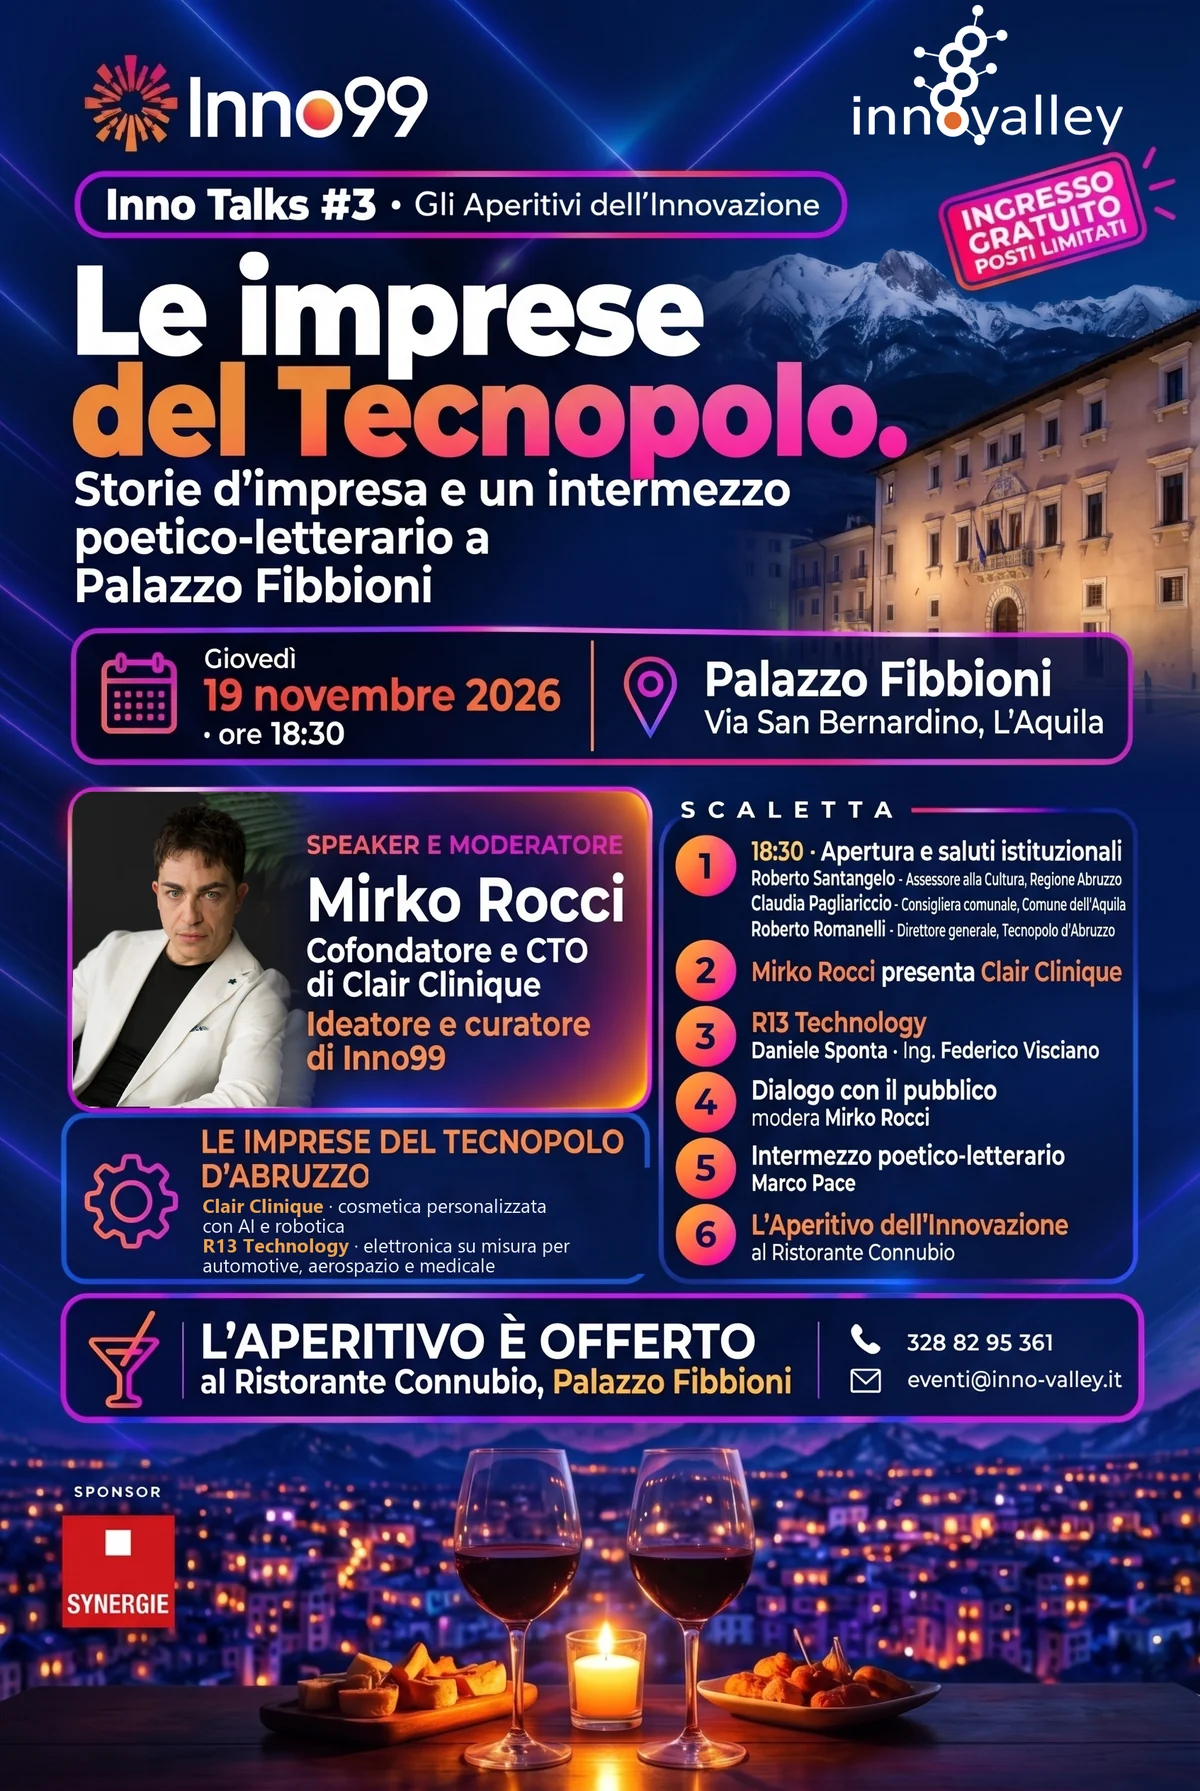 Inno99
innovalley
Inno Talks #3 • Gli Aperitivi dell'Innovazione
INGRESSO
GRATUITO
POSTI LIMITATI
Le imprese
del Tecnopolo.
Storie d'impresa e un intermezzo
poetico-letterario a
Palazzo Fibbioni
Giovedì
19 novembre 2026
· ore 18:30
Palazzo Fibbioni
Via San Bernardino, L'Aquila
SPEAKER E MODERATORE
Mirko Rocci
Cofondatore e CTO
di Clair Clinique
Ideatore e curatore
di Inno99
SCALETTA
1
18:30 · Apertura e saluti istituzionali
Roberto Santangelo - Assessore alla Cultura, Regione Abruzzo
Claudia Pagliariccio - Consigliera comunale, Comune dell'Aquila
Roberto Romanelli - Direttore generale, Tecnopolo d'Abruzzo
2
Mirko Rocci presenta Clair Clinique
3
R13 Technology
Daniele Sponta · Ing. Federico Visciano
4
Dialogo con il pubblico
modera Mirko Rocci
5
Intermezzo poetico-letterario
Marco Pace
6
L'Aperitivo dell'Innovazione
al Ristorante Connubio
LE IMPRESE DEL TECNOPOLO
D'ABRUZZO
Clair Clinique · cosmetica personalizzata
con AI e robotica
R13 Technology · elettronica su misura per
automotive, aerospazio e medicale
L'APERITIVO È OFFERTO
al Ristorante Connubio, Palazzo Fibbioni
328 82 95 361
eventi@inno-valley.it
SPONSOR
SYNERGIE